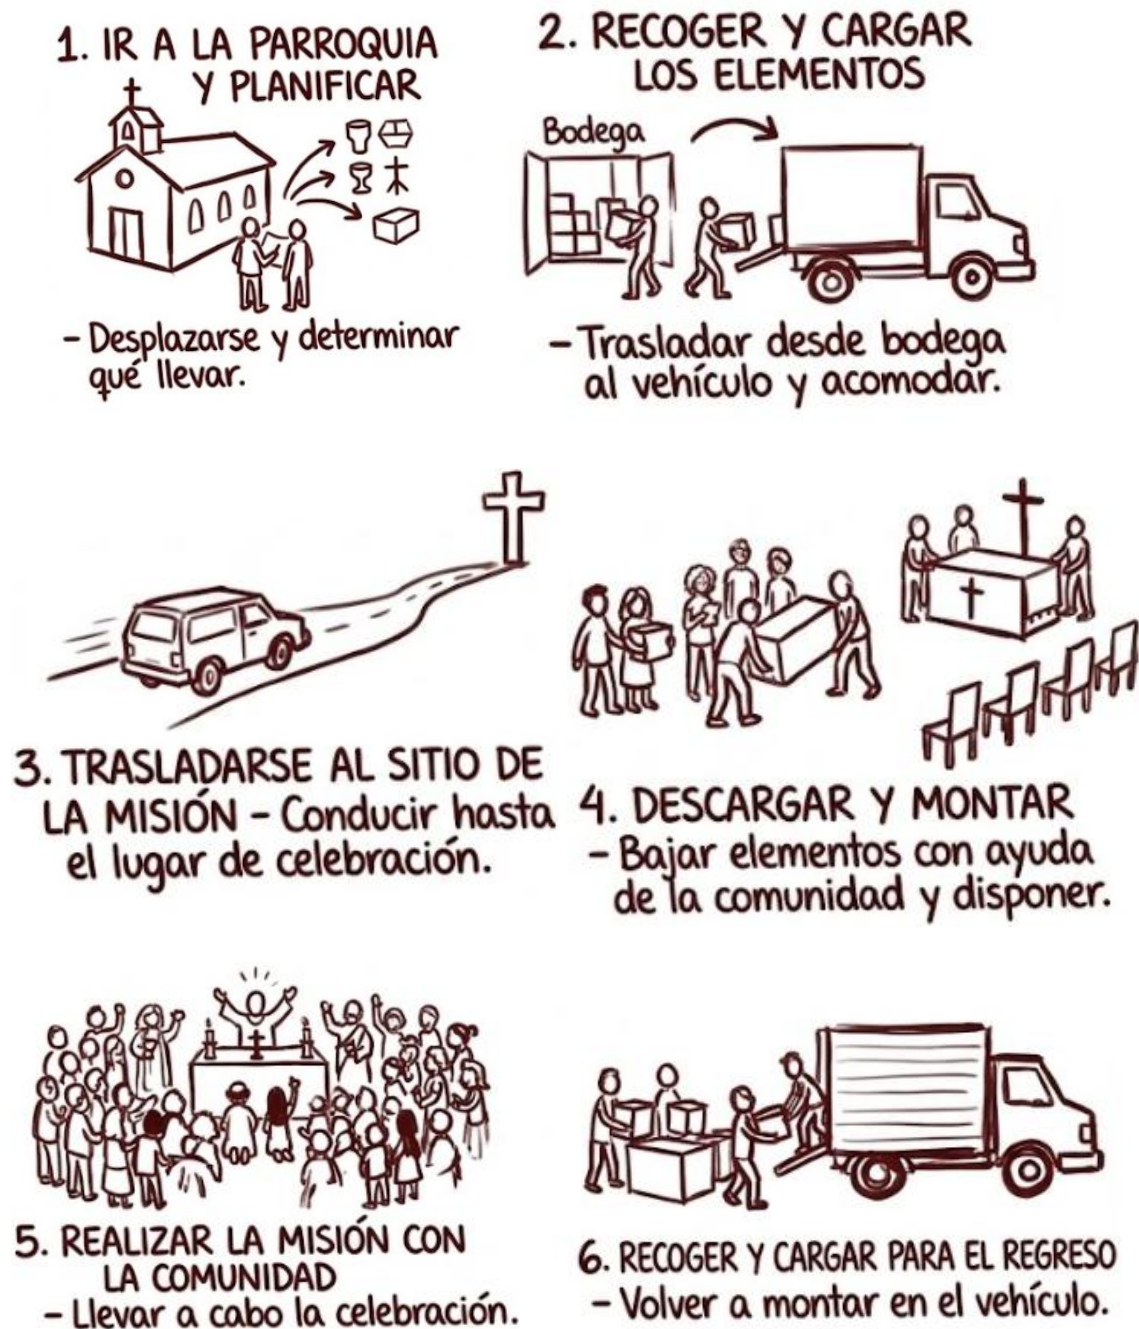 1. IR A LA PARROQUIA
Y PLANIFICAR
- Desplazarse y determinar
qué llevar.
2. RECOGER Y CARGAR
LOS ELEMENTOS
Bodega
- Trasladar desde bodega
al vehículo y acomodar.
3. TRASLADARSE AL SITIO DE
LA MISIÓN - Conducir hasta
el lugar de celebración.
4. DESCARGAR Y MONTAR
- Bajar elementos con ayuda
de la comunidad y disponer.
5. REALIZAR LA MISIÓN CON
LA COMUNIDAD
- Llevar a cabo la celebración.
6. RECOGER Y CARGAR PARA EL REGRESO
- Volver a montar en el vehículo.